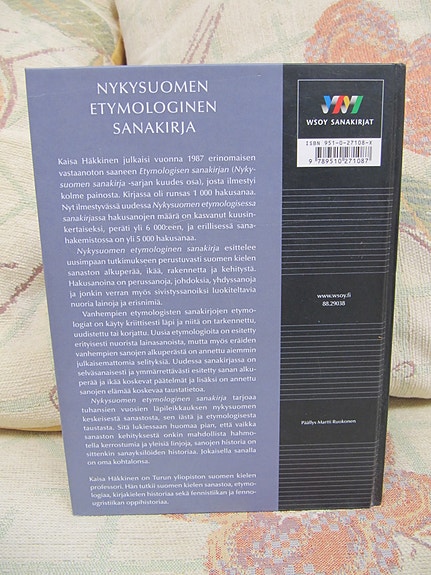 NYKYSUOMEN
ETYMOLOGINEN
SANAKIRJA
Kaisa Häkkinen julkaisi vuonna 1987 erinomaisen
vastaanoton saaneen Etymologisen sanakirjan (Nyky-
suomen sanakirja -sarjan kuudes osa), josta ilmestyi
kolme painosta. Kirjassa oli runsas 1 000 hakusanaa.
Nyt ilmestyvässä uudessa Nykysuomen etymologisessa
sanakirjassa hakusanojen määrä on kasvanut kuusin-
kertaiseksi, peräti yli 6 000:een, ja erillisessä sana-
hakemistossa on yli 5 000 hakusanaa.
Nykysuomen etymologinen sanakirja esittelee
uusimpaan tutkimukseen perustuvasti suomen kielen
sanaston alkuperää, ikää, rakennetta ja kehitystä.
Hakusanoina on perussanoja, johdoksia, yhdyssanoja
ja jonkin verran myös sivistyssanoiksi luokiteltavia
nuoria lainoja ja erisnimiä.
Vanhempien etymologisten sanakirjojen etymo-
logiat on käyty kriittisesti läpi ja niitä on tarkennettu,
uudistettu tai korjattu. Uusia etymologioita on esitetty
erityisesti nuorista lainasanoista, mutta myös eräiden
vanhempien sanojen alkuperästä on annettu aiemmin
julkaisemattomia selityksiä. Uudessa sanakirjassa on
selväsanaisesti ja ymmärrettävästi esitetty sanan alku-
perää ja ikää koskevat päätelmät ja lisäksi on annettu
sanojen elämää koskevaa taustatietoa.
Nykysuomen etymologinen sanakirja tarjoaa
tuhansien vuosien läpileikkauksen nykysuomen
keskeisestä sanastosta, sen iästä ja etymologisesta
taustasta. Sitä lukiessaan huomaa pian, että vaikka
sanaston kehityksestä onkin mahdollista hahmo-
tella kerrostumia ja yleisiä linjoja, sanojen historia on
sittenkin sanayksilöiden historiaa. Jokaisella sanalla
on oma kohtalonsa.
Kaisa Häkkinen on Turun yliopiston suomen kielen
professori. Hän tutkii suomen kielen sanastoa, etymo-
logiaa, kirjakielen historiaa sekä fennistiikan ja fenno-
ugristiikan oppihistoriaa.
WSOY SANAKIRJAT
ISBN 951-0-27108-X
9 789510 271087
www.wsoy.fi
88.29038
Päällys Martti Ruokonen